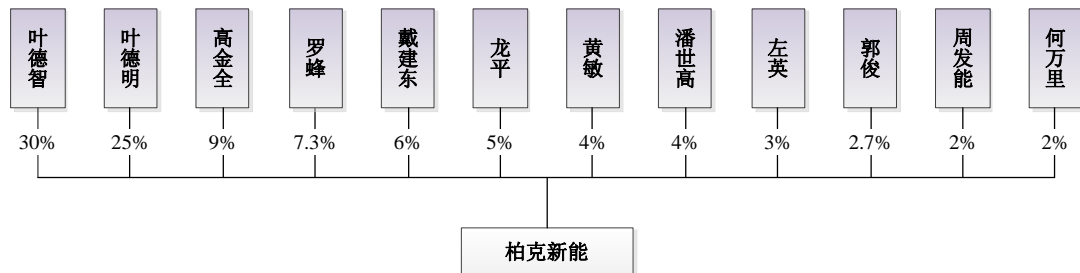 叶德智
叶德明
高金全
罗蜂
戴建东
龙平
黄敏
潘世高
左英
郭俊
周发能
何万里
30%
25%
9%
7.3%
6%
5%
4%
4%
3%
2.7%
2%
2%
柏克新能